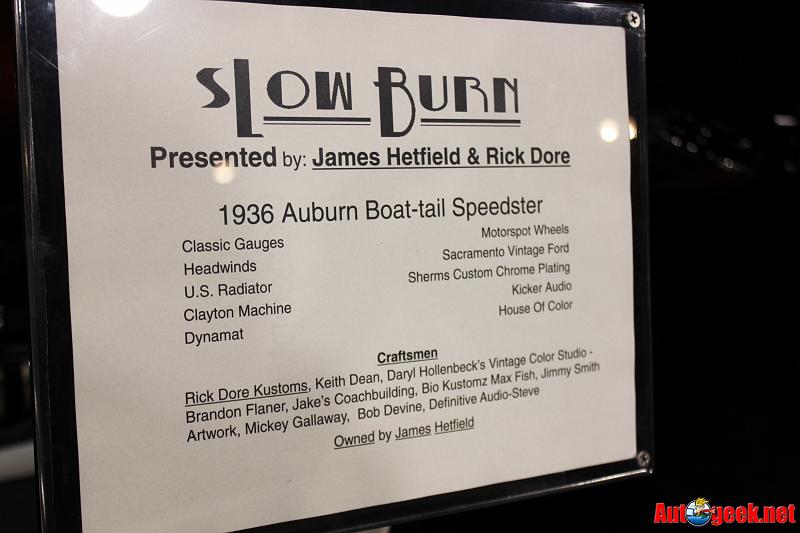 SLOW BURN
Presented by: James Hetfield & Rick Dore
1936 Auburn Boat-tail Speedster
Classic Gauges
Headwinds
U.S. Radiator
Clayton Machine
Dynamat
Motorspot Wheels
Sacramento Vintage Ford
Sherms Custom Chrome Plating
Kicker Audio
House Of Color
Craftsmen
Rick Dore Kustoms, Keith Dean, Daryl Hollenbeck's Vintage Color Studio -
Brandon Flaner, Jake's Coachbuilding, Bio Kustomz Max Fish, Jimmy Smith
Artwork, Mickey Gallaway, Bob Devine, Definitive Audio-Steve
Owned by James Hetfield
Autogeek.net